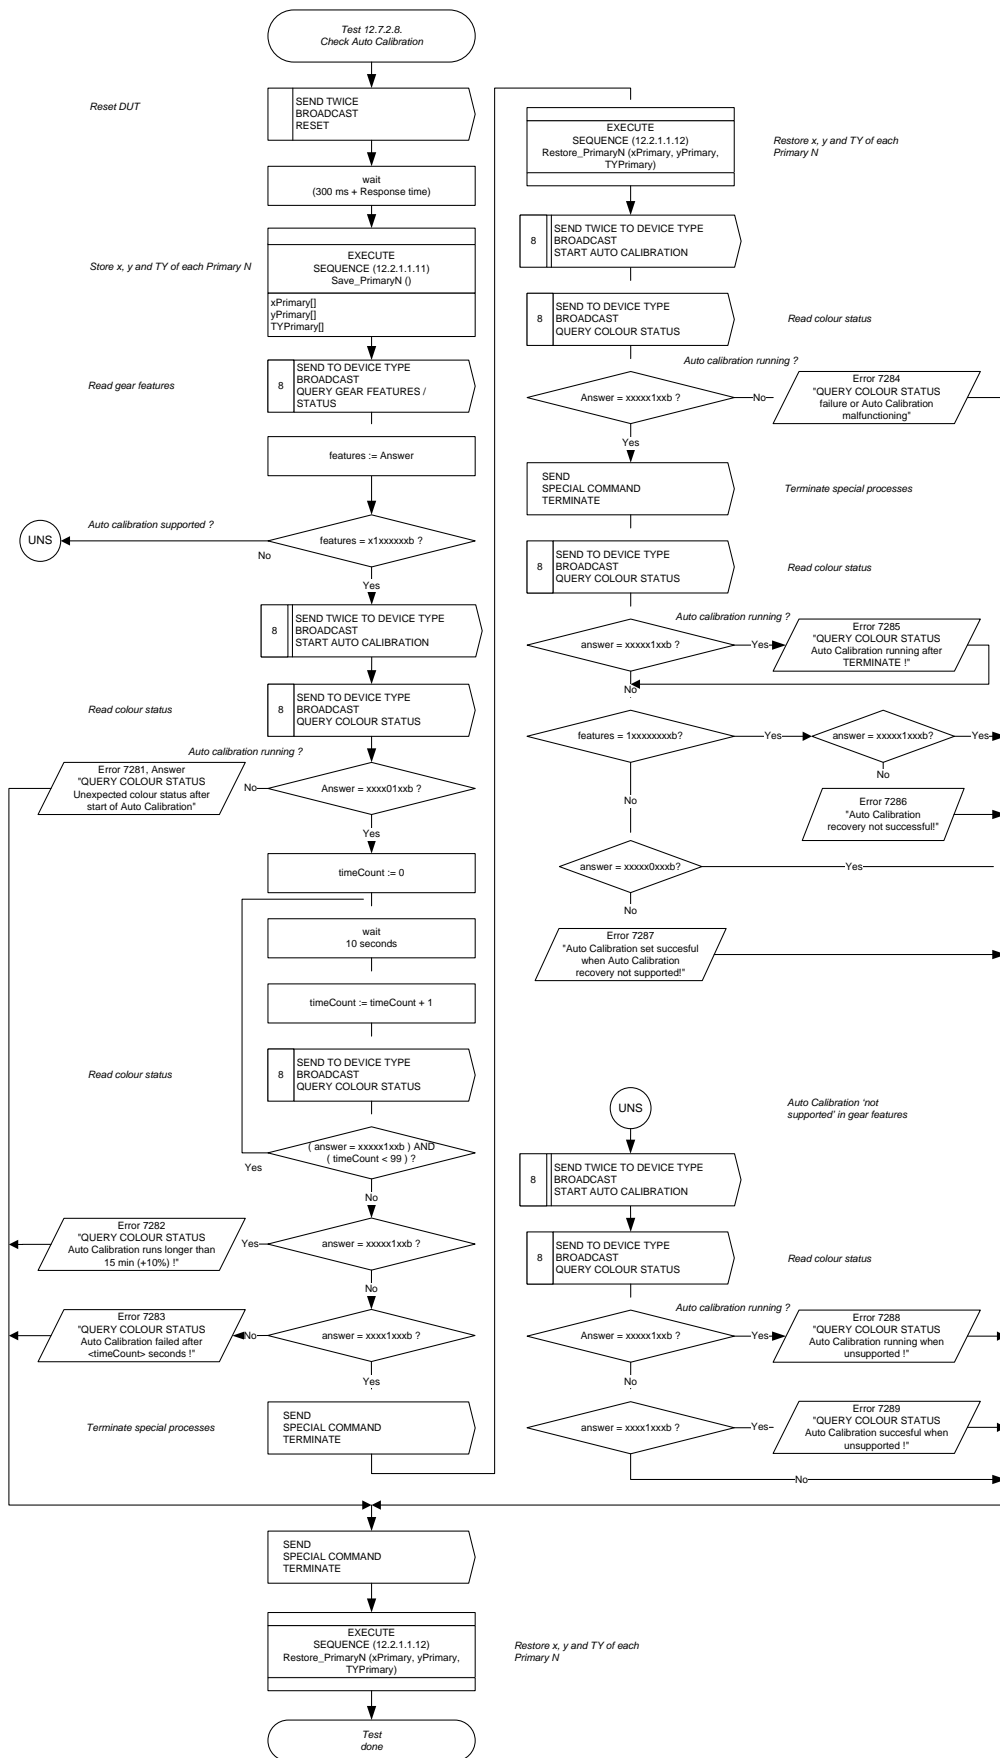 Test 12.7.2.8.
Check Auto Calibration
Reset DUT
SEND TWICE
BROADCAST
RESET
wait
(300 ms + Response time)
Store x, y and TY of each Primary N
EXECUTE
SEQUENCE (12.2.1.1.11)
Save_PrimaryN ()
xPrimary[]
yPrimary[]
TYPrimary[]
Read gear features
8
SEND TO DEVICE TYPE
BROADCAST
QUERY GEAR FEATURES /
STATUS
features := Answer
Auto calibration supported ?
UNS
features = x1xxxxxxb ?
No
Yes
8
SEND TWICE TO DEVICE TYPE
BROADCAST
START AUTO CALIBRATION
Read colour status
8
SEND TO DEVICE TYPE
BROADCAST
QUERY COLOUR STATUS
Auto calibration running ?
Error 7281, Answer
"QUERY COLOUR STATUS
Unexpected colour status after
start of Auto Calibration"
No
Answer = xxxx01xxb ?
Yes
timeCount := 0
wait
10 seconds
timeCount := timeCount + 1
Read colour status
8
SEND TO DEVICE TYPE
BROADCAST
QUERY COLOUR STATUS
( answer = xxxxx1xxb ) AND
( timeCount < 99 ) ?
Yes
No
Error 7282
"QUERY COLOUR STATUS
Auto Calibration runs longer than
15 min (+10%) !"
Yes
answer = xxxxx1xxb ?
No
Error 7283
"QUERY COLOUR STATUS
Auto Calibration failed after
<timeCount> seconds !"
No
answer = xxxx1xxxb ?
Yes
Terminate special processes
SEND
SPECIAL COMMAND
TERMINATE
SEND
SPECIAL COMMAND
TERMINATE
EXECUTE
SEQUENCE (12.2.1.1.12)
Restore_PrimaryN (xPrimary, yPrimary,
TYPrimary)
Restore x, y and TY of each
Primary N
Test
done
EXECUTE
SEQUENCE (12.2.1.1.12)
Restore_PrimaryN (xPrimary, yPrimary,
TYPrimary)
Restore x, y and TY of each
Primary N
8
SEND TWICE TO DEVICE TYPE
BROADCAST
START AUTO CALIBRATION
8
SEND TO DEVICE TYPE
BROADCAST
QUERY COLOUR STATUS
Read colour status
Auto calibration running ?
Answer = xxxxx1xxb ?
No
Error 7284
"QUERY COLOUR STATUS
failure or Auto Calibration
malfunctioning"
Yes
SEND
SPECIAL COMMAND
TERMINATE
Terminate special processes
8
SEND TO DEVICE TYPE
BROADCAST
QUERY COLOUR STATUS
Read colour status
Auto calibration running ?
answer = xxxxx1xxb ?
Yes
Error 7285
"QUERY COLOUR STATUS
Auto Calibration running after
TERMINATE !"
No
features = 1xxxxxxxb?
Yes
answer = xxxxx1xxxb?
Yes
No
No
Error 7286
"Auto Calibration
recovery not successful!"
answer = xxxxx0xxxb?
Yes
No
Error 7287
"Auto Calibration set succesful
when Auto Calibration
recovery not supported!"
UNS
Auto Calibration 'not
supported' in gear features
8
SEND TWICE TO DEVICE TYPE
BROADCAST
START AUTO CALIBRATION
8
SEND TO DEVICE TYPE
BROADCAST
QUERY COLOUR STATUS
Read colour status
Auto calibration running ?
Answer = xxxxx1xxb ?
Yes
Error 7288
"QUERY COLOUR STATUS
Auto Calibration running when
unsupported !"
No
answer = xxxx1xxxb ?
Yes
Error 7289
"QUERY COLOUR STATUS
Auto Calibration succesful when
unsupported !"
No